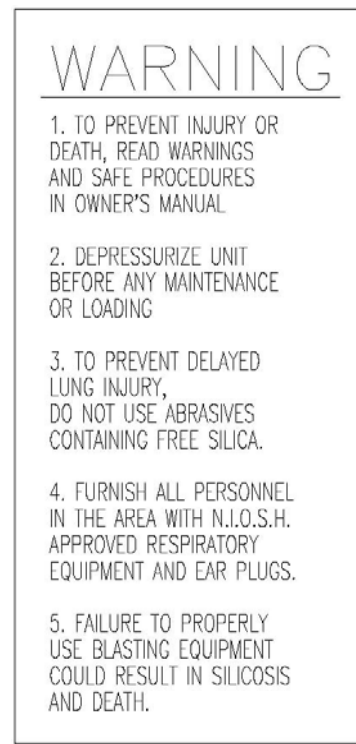 WARNING
1. TO PREVENT INJURY OR
DEATH, READ WARNINGS
AND SAFE PROCEDURES
IN OWNER'S MANUAL
2. DEPRESSURIZE UNIT
BEFORE ANY MAINTENANCE
OR LOADING
3. TO PREVENT DELAYED
LUNG INJURY,
DO NOT USE ABRASIVES
CONTAINING FREE SILICA.
4. FURNISH ALL PERSONNEL
IN THE AREA WITH N.I.O.S.H.
APPROVED RESPIRATORY
EQUIPMENT AND EAR PLUGS.
5. FAILURE TO PROPERLY
USE BLASTING EQUIPMENT
COULD RESULT IN SILICOSIS
AND DEATH.